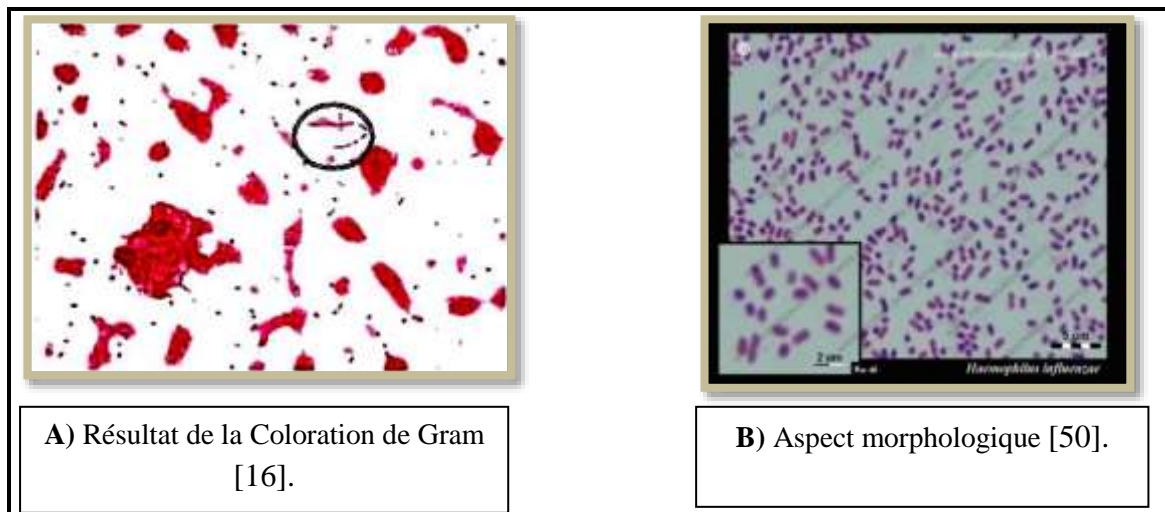 5 µm
2 µm
Haemophilus influenzae
A) Résultat de la Coloration de Gram
[16].
B) Aspect morphologique [50].